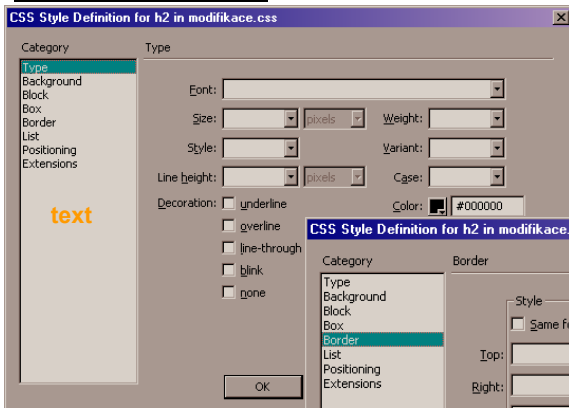 CSS Style Definition for h2 in modifikace.css
Category
Type
Type
Background
Block
Box
Border
List
Positioning
Extensions
text
Font:
Size: pixels Weight:
Style: Variant:
Line height: pixels Case:
Decoration: underline Color: #000000
overline
line-through
blink
none
OK
CSS Style Definition for h2 in modifikace.
Category
Border
Type
Background
Block
Box
Border
List
Positioning
Extensions
Style
Same
Top:
Right: